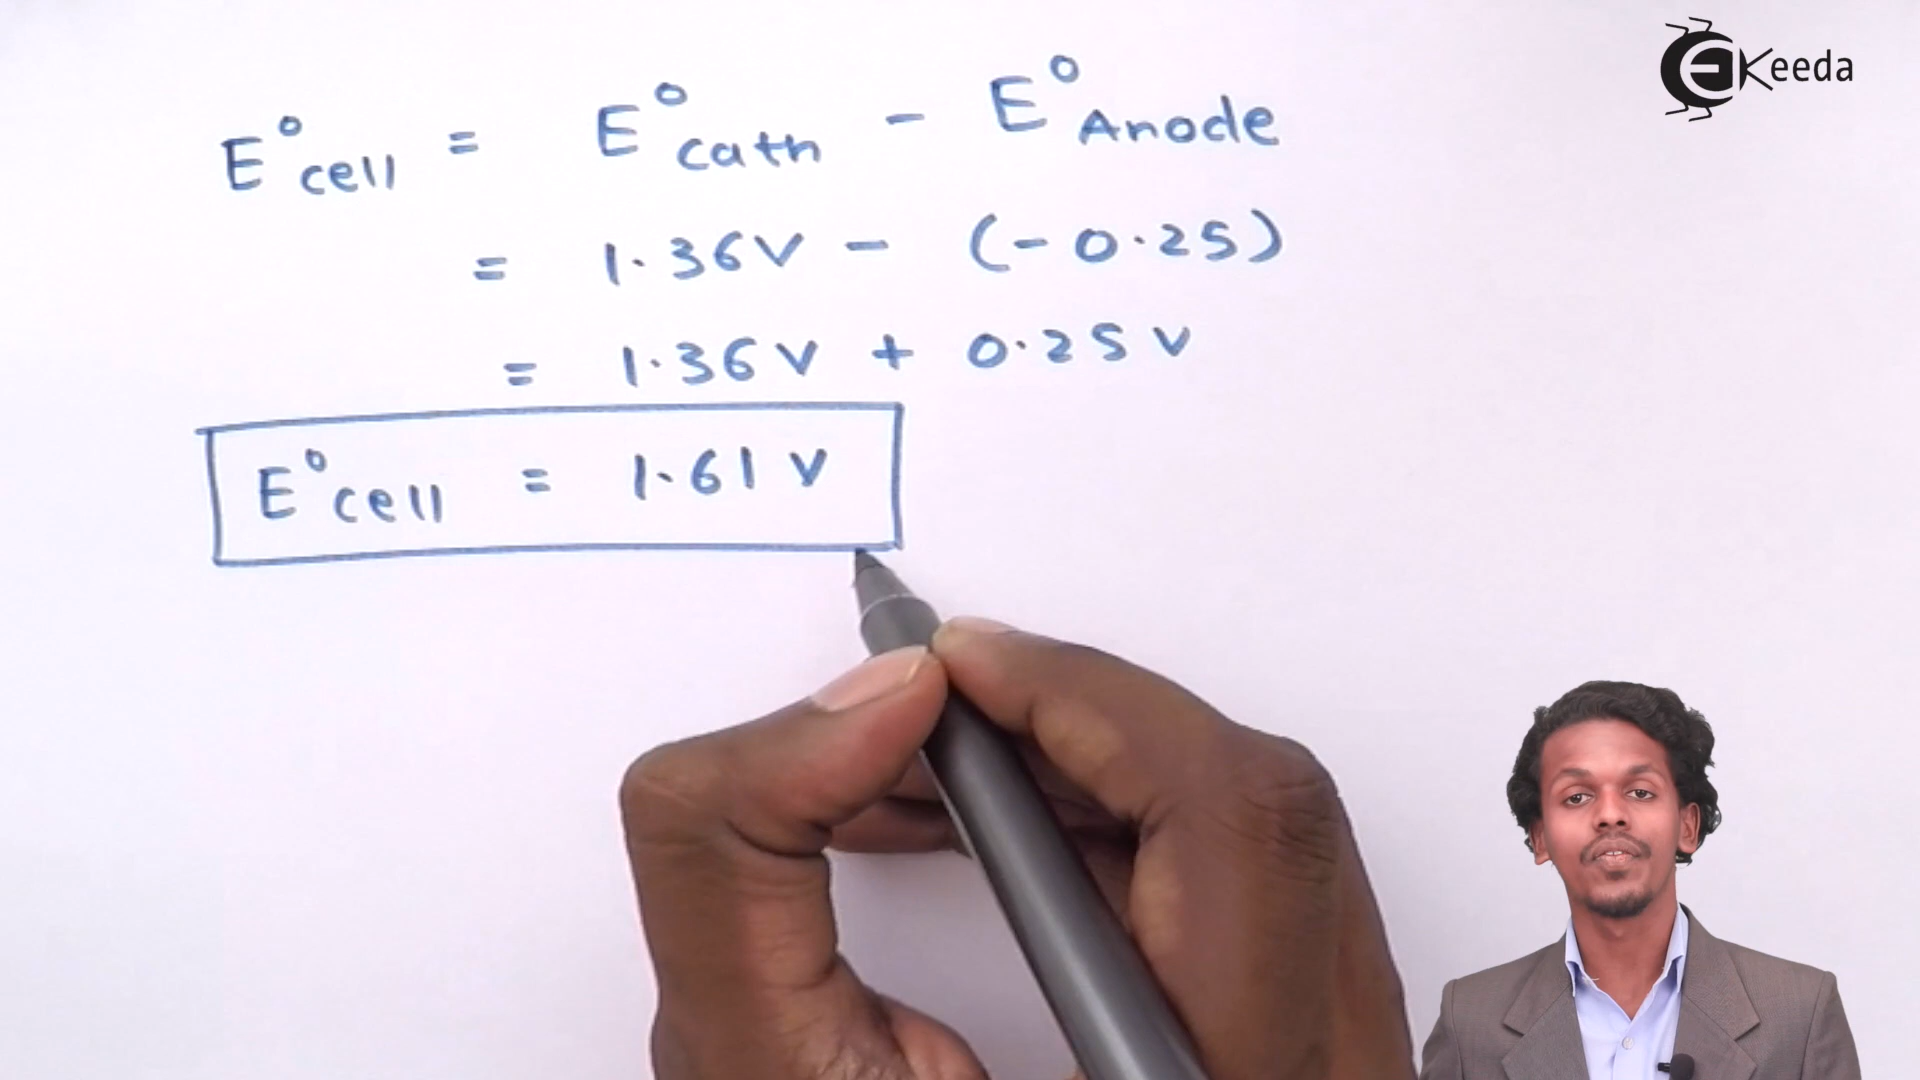 EKeeda
E°cell = E°cath - E°Anode
= 1.36V - (-0.25)
= 1.36V + 0.25V
E°cell = 1.61V